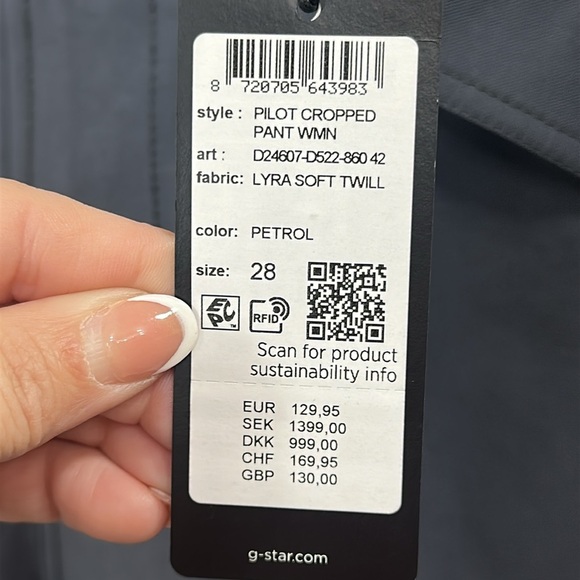 8 720705 643983
style : PILOT CROPPED
PANT WMN
art : D24607-D522-860 42
fabric: LYRA SOFT TWILL
color: PETROL
size: 28
EPC™
RFID
Scan for product
sustainability info
EUR 129,95
SEK 1399,00
DKK 999,00
CHF 169,95
GBP 130,00
g-star.com